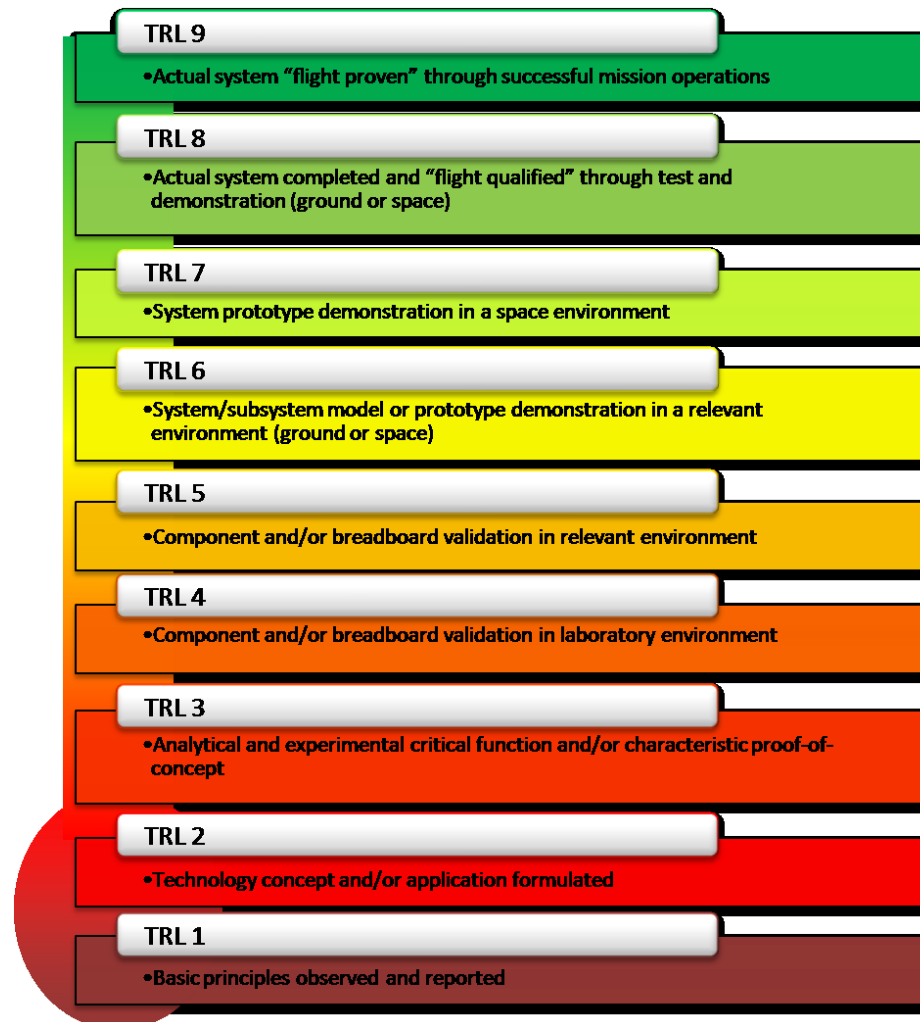 TRL 9
•Actual system “flight proven” through successful mission operations
TRL 8
•Actual system completed and “flight qualified” through test and
demonstration (ground or space)
TRL 7
•System prototype demonstration in a space environment
TRL 6
•System/subsystem model or prototype demonstration in a relevant
environment (ground or space)
TRL 5
•Component and/or breadboard validation in relevant environment
TRL 4
•Component and/or breadboard validation in laboratory environment
TRL 3
•Analytical and experimental critical function and/or characteristic proof-of-
concept
TRL 2
•Technology concept and/or application formulated
TRL 1
•Basic principles observed and reported